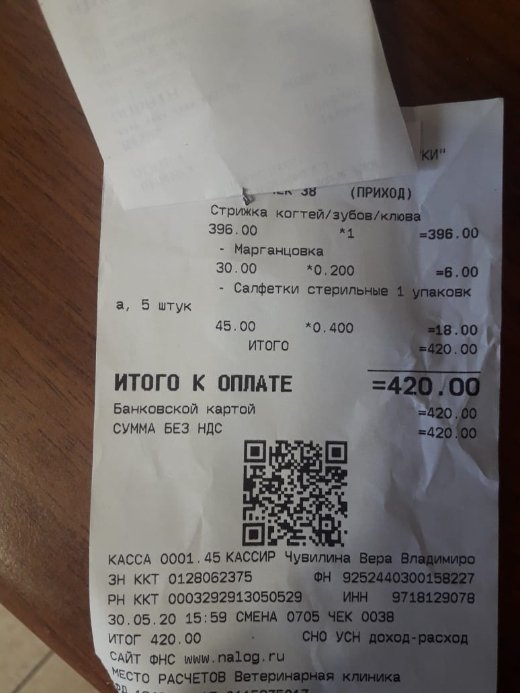 КИ"
ЧЕК 38 (ПРИХОД)
Стрижка когтей/зубов/клюва
396.00 *1 =396.00
- Марганцовка
30.00 *0.200 =6.00
- Салфетки стерильные 1 упаковк
а, 5 штук
45.00 *0.400 =18.00
ИТОГО =420.00
ИТОГО К ОПЛАТЕ =420.00
Банковской картой =420.00
СУММА БЕЗ НДС =420.00
КАССА 0001.45 КАССИР Чувилина Вера Владимиро
ЗН ККТ 0128062375 ФН 9252440300158227
РН ККТ 0003292913050529 ИНН 9718129078
30.05.20 15:59 СМЕНА 0705 ЧЕК 0038
ИТОГ 420.00 СНО УСН доход-расход
САЙТ ФНС www.nalog.ru
МЕСТО РАСЧЕТОВ Ветеринарная клиника